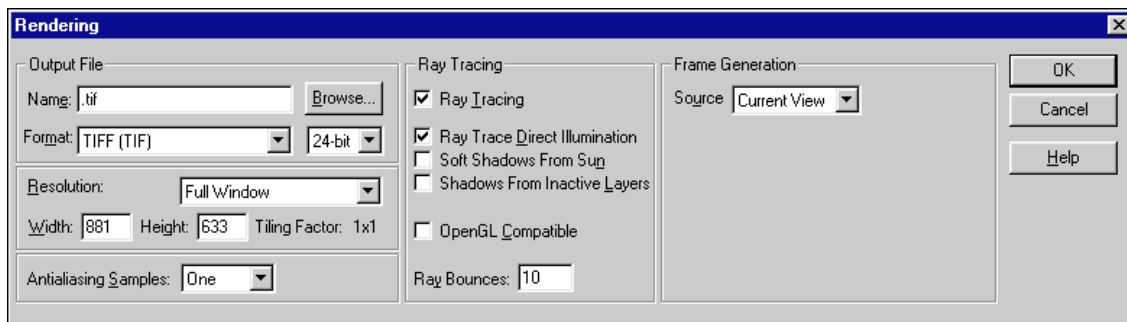 Rendering
Output File
Name: .tif Browse...
Format: TIFF (TIF) 24-bit
Resolution: Full Window
Width: 881 Height: 633 Tiling Factor: 1x1
Antialiasing Samples: One
Ray Tracing
Ray Tracing
Ray Trace Direct Illumination
Soft Shadows From Sun
Shadows From Inactive Layers
OpenGL Compatible
Ray Bounces: 10
Frame Generation
Source Current View
OK
Cancel
Help